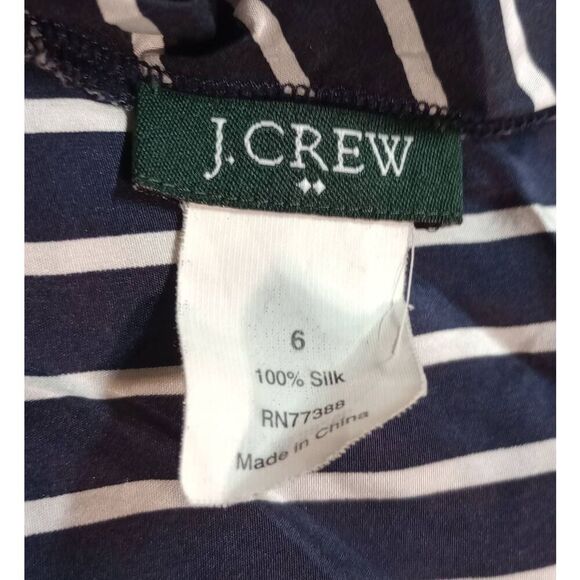 J.CREW
6
100% Silk
RN77388
Made in China